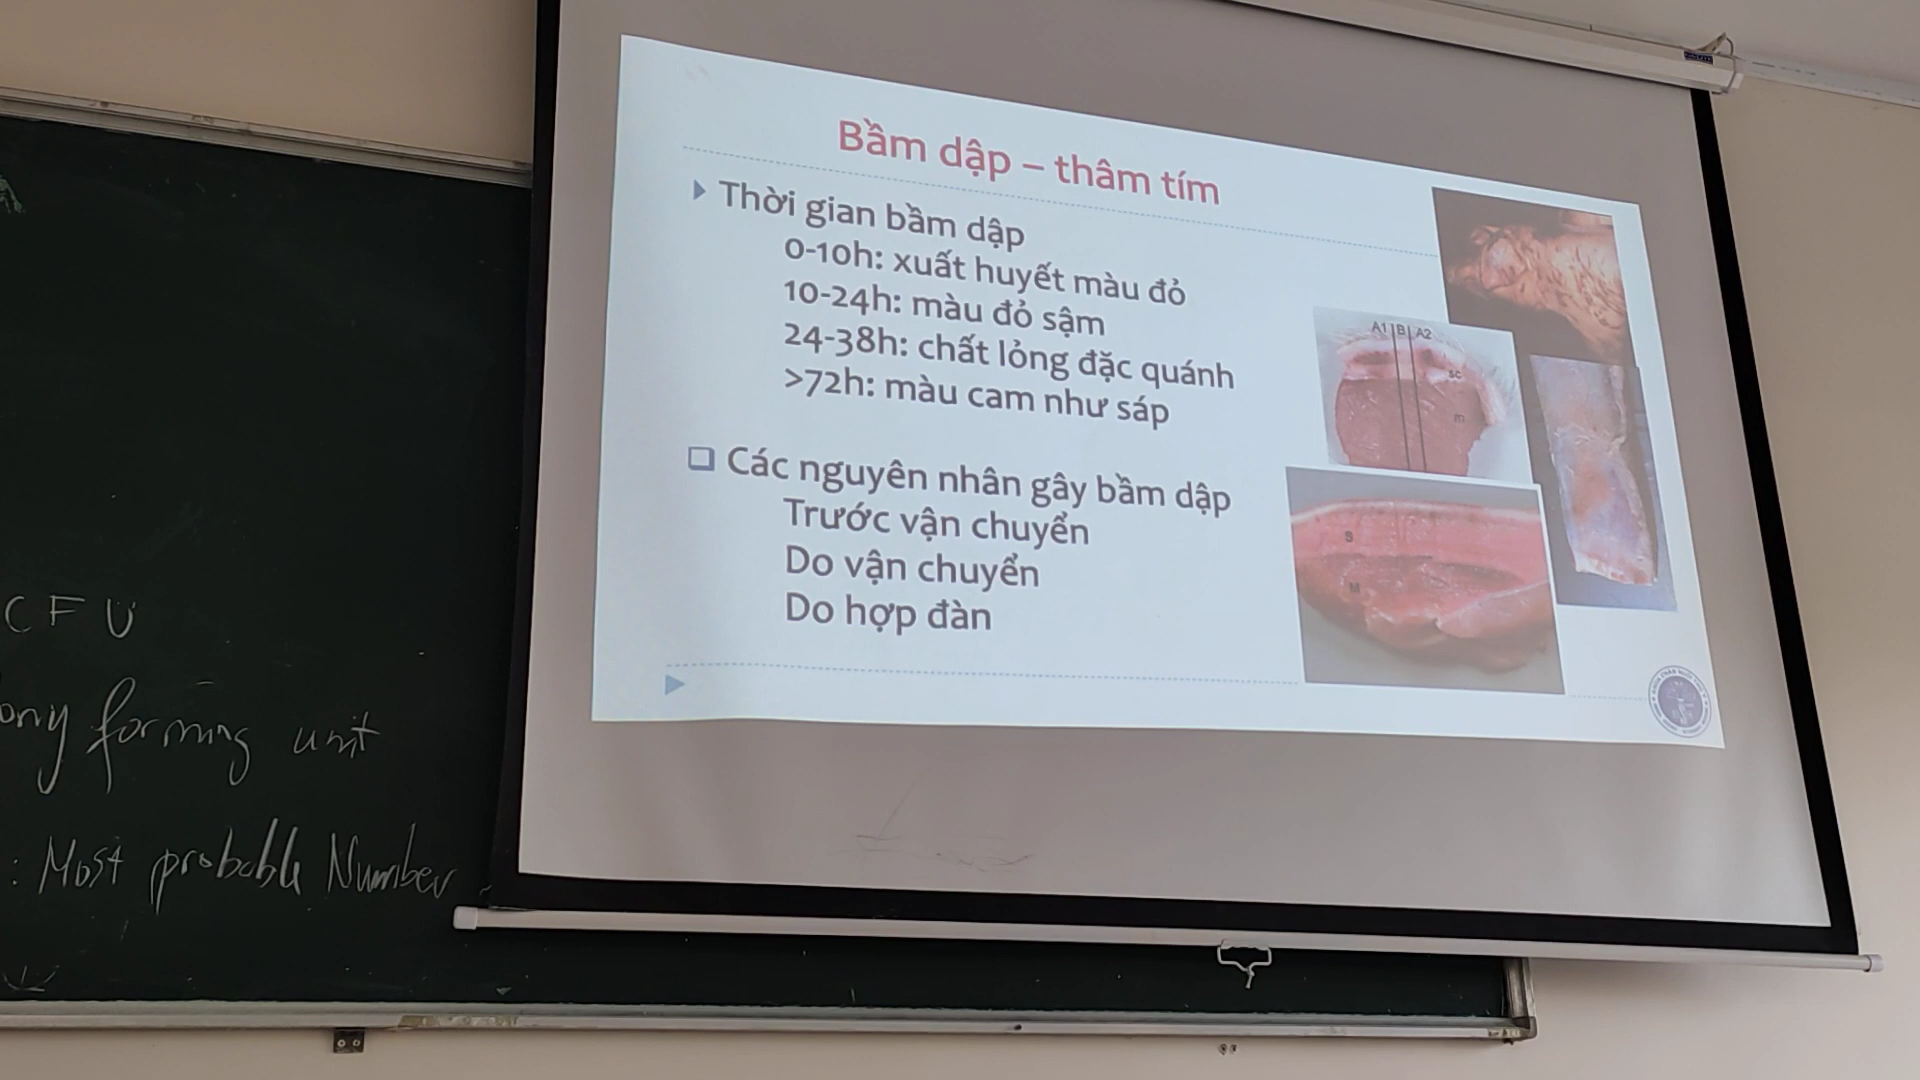 Bầm dập – thâm tím
Thời gian bầm dập
0-10h: xuất huyết màu đỏ
10-24h: màu đỏ sậm
24-38h: chất lỏng đặc quánh
>72h: màu cam như sáp
Các nguyên nhân gây bầm dập
Trước vận chuyển
Do vận chuyển
Do hợp đàn
A1 B A2
sc
m
S
M
CFU
ony forming unit
: Most probable Number